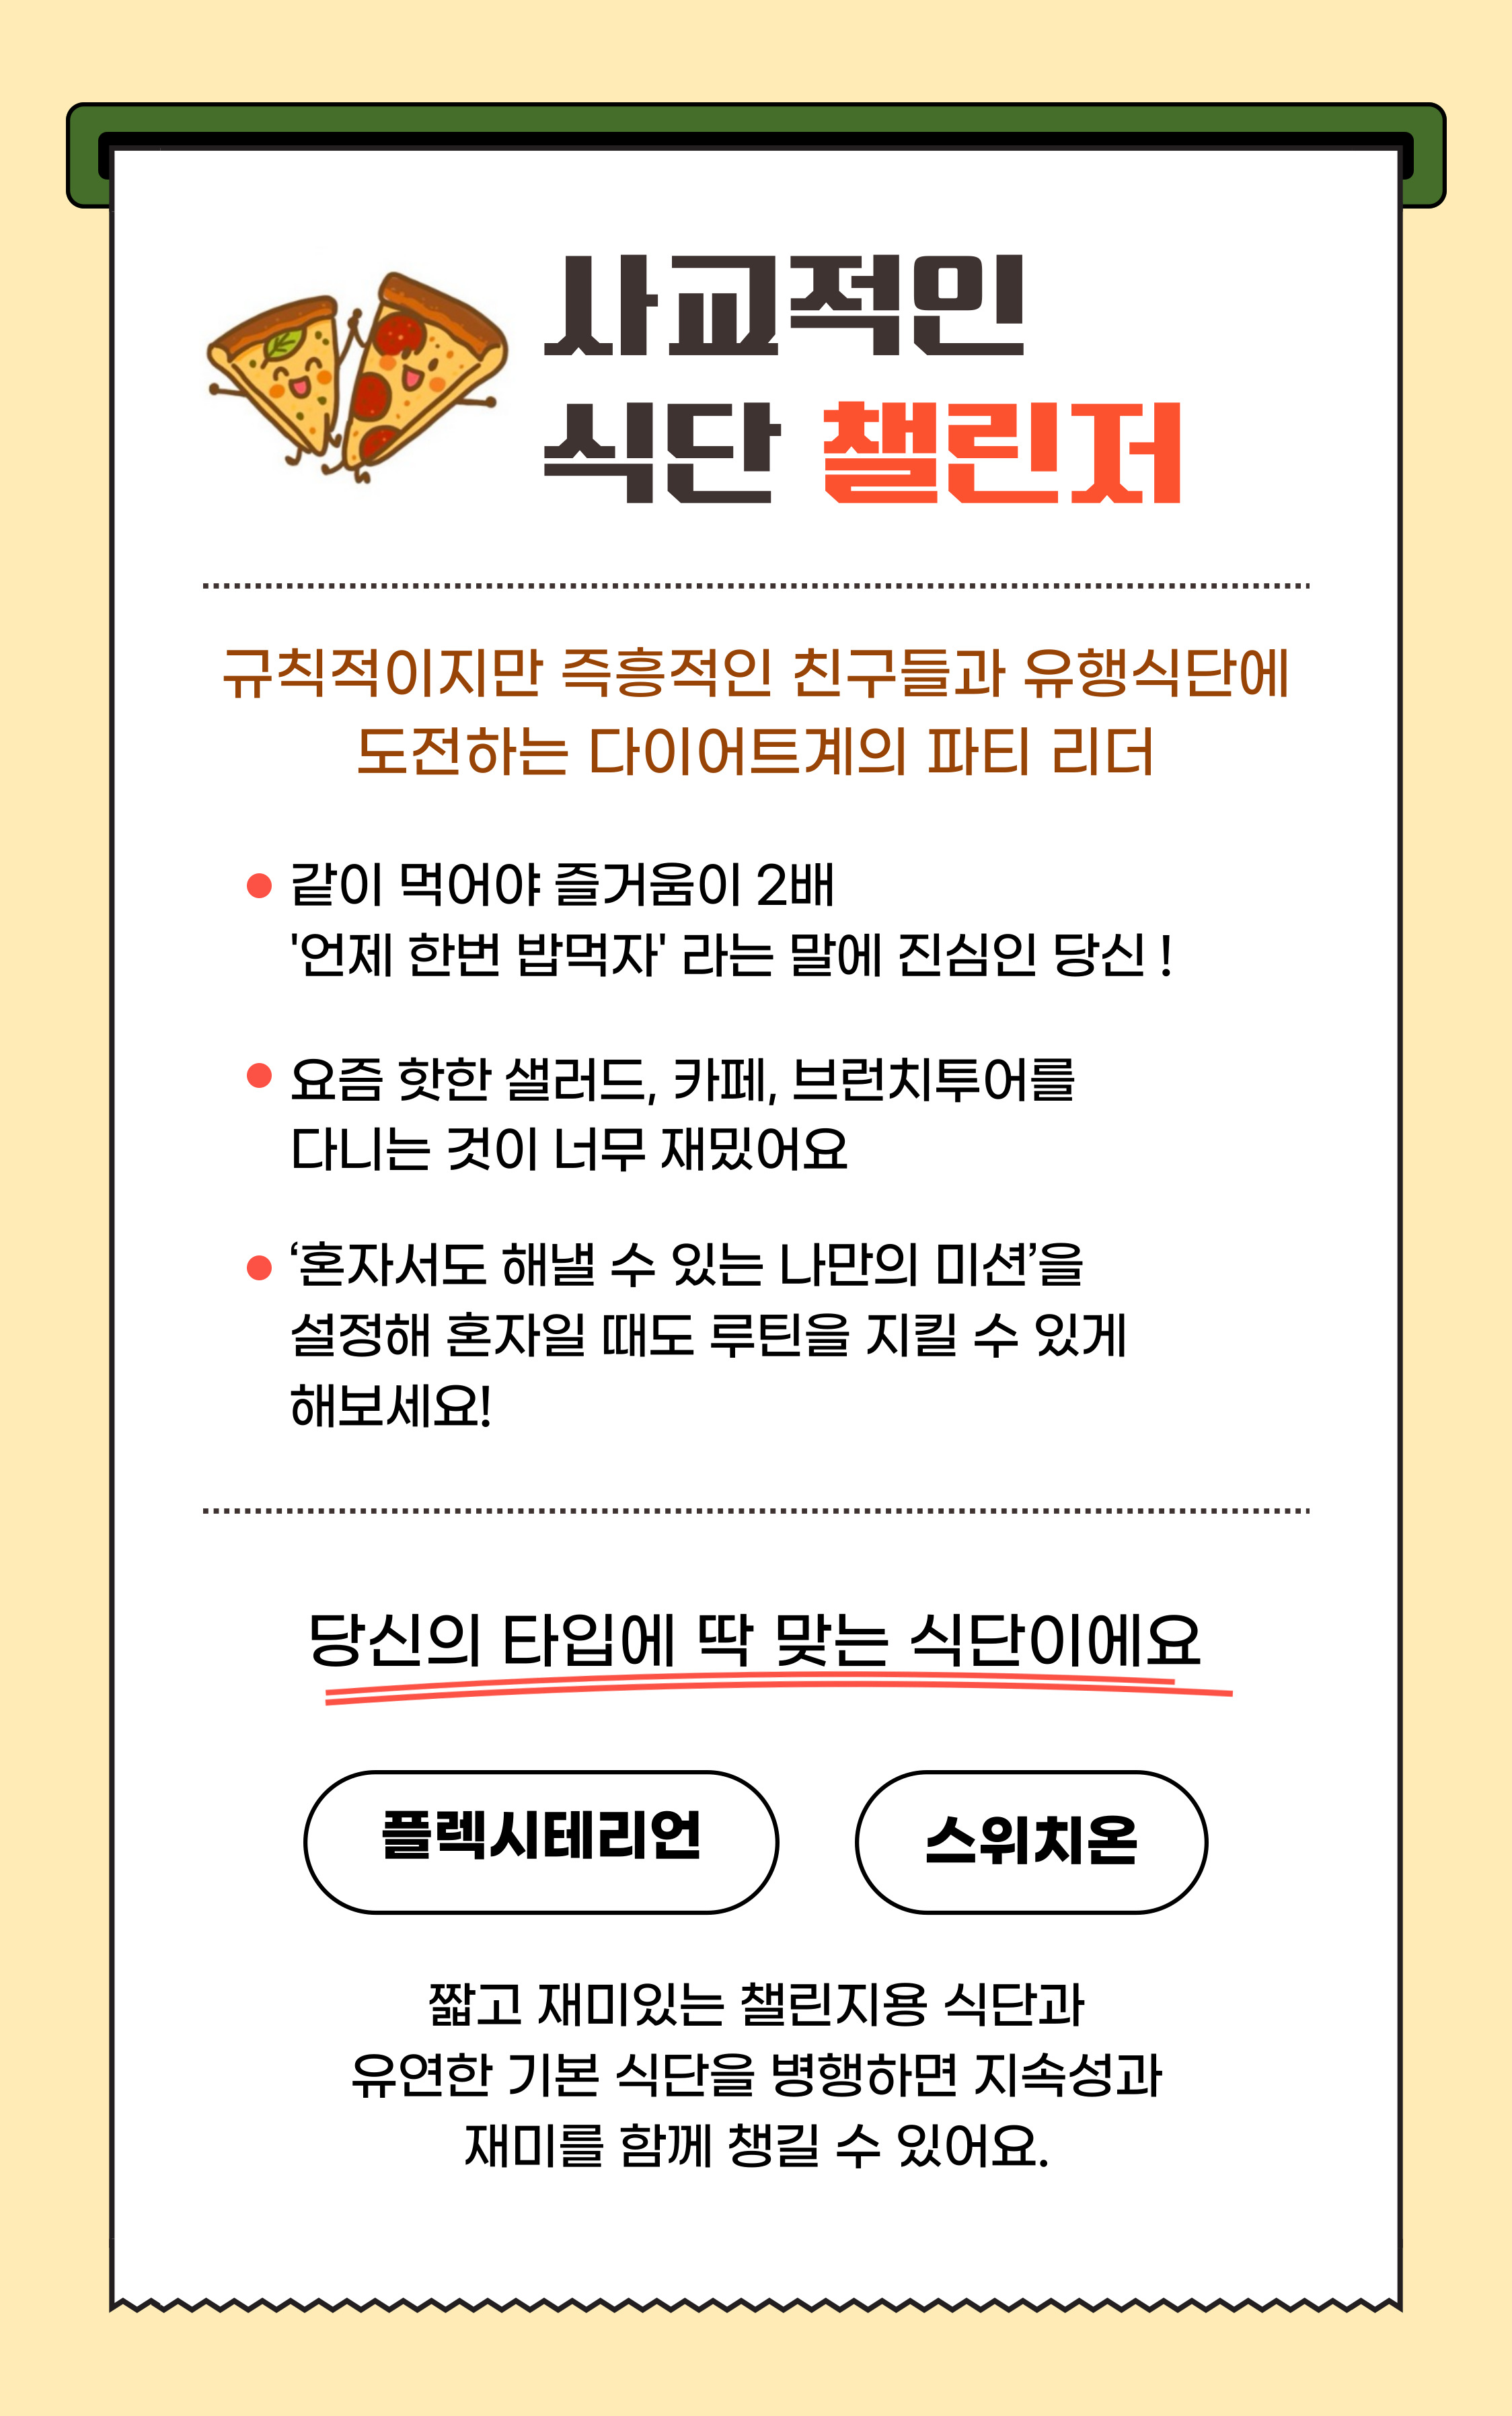 사교적인
식단 챌린저
규칙적이지만 즉흥적인 친구들과 유행식단에
도전하는 다이어트계의 파티 리더
같이 먹어야 즐거움이 2배
'언제 한번 밥먹자' 라는 말에 진심인 당신 !
요즘 핫한 샐러드, 카페, 브런치투어를
다니는 것이 너무 재밌어요
‘혼자서도 해낼 수 있는 나만의 미션’을
설정해 혼자일 때도 루틴을 지킬 수 있게
해보세요!
당신의 타입에 딱 맞는 식단이에요
플렉시테리언 스위치온
짧고 재미있는 챌린지용 식단과
유연한 기본 식단을 병행하면 지속성과
재미를 함께 챙길 수 있어요.